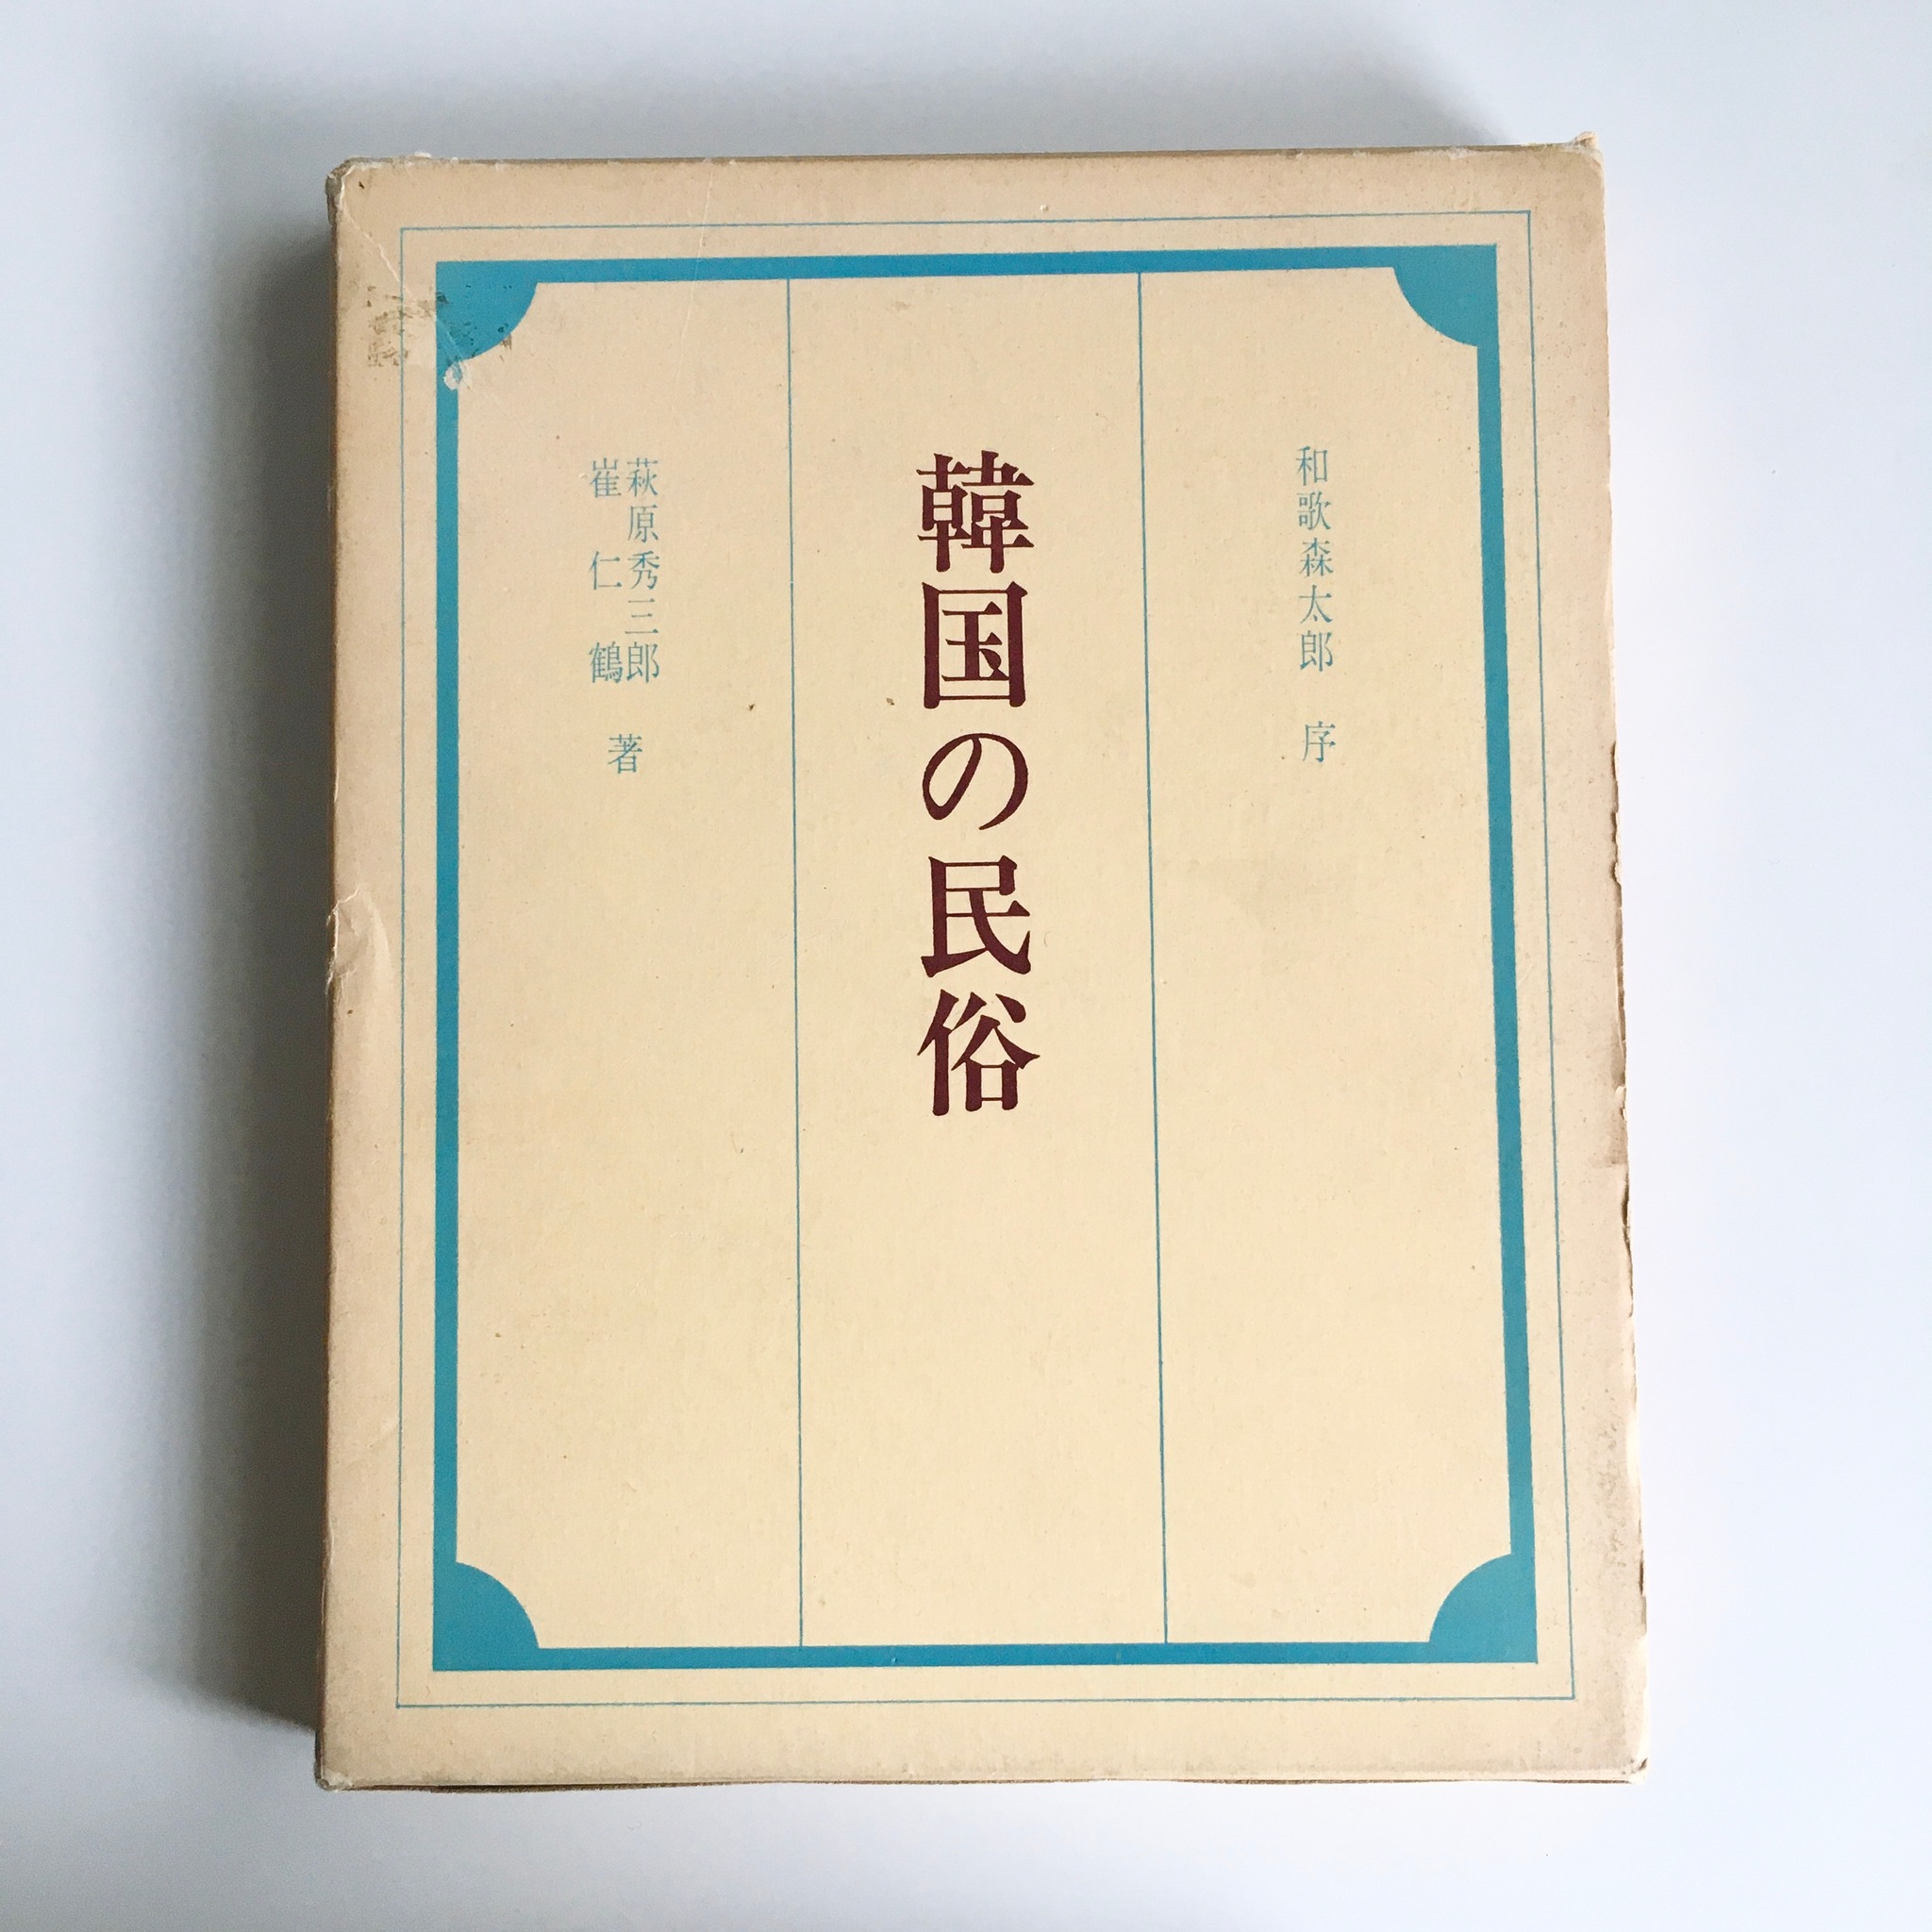 和歌森太郎 序
韓国の民俗
萩原秀三郎
崔仁鶴 著